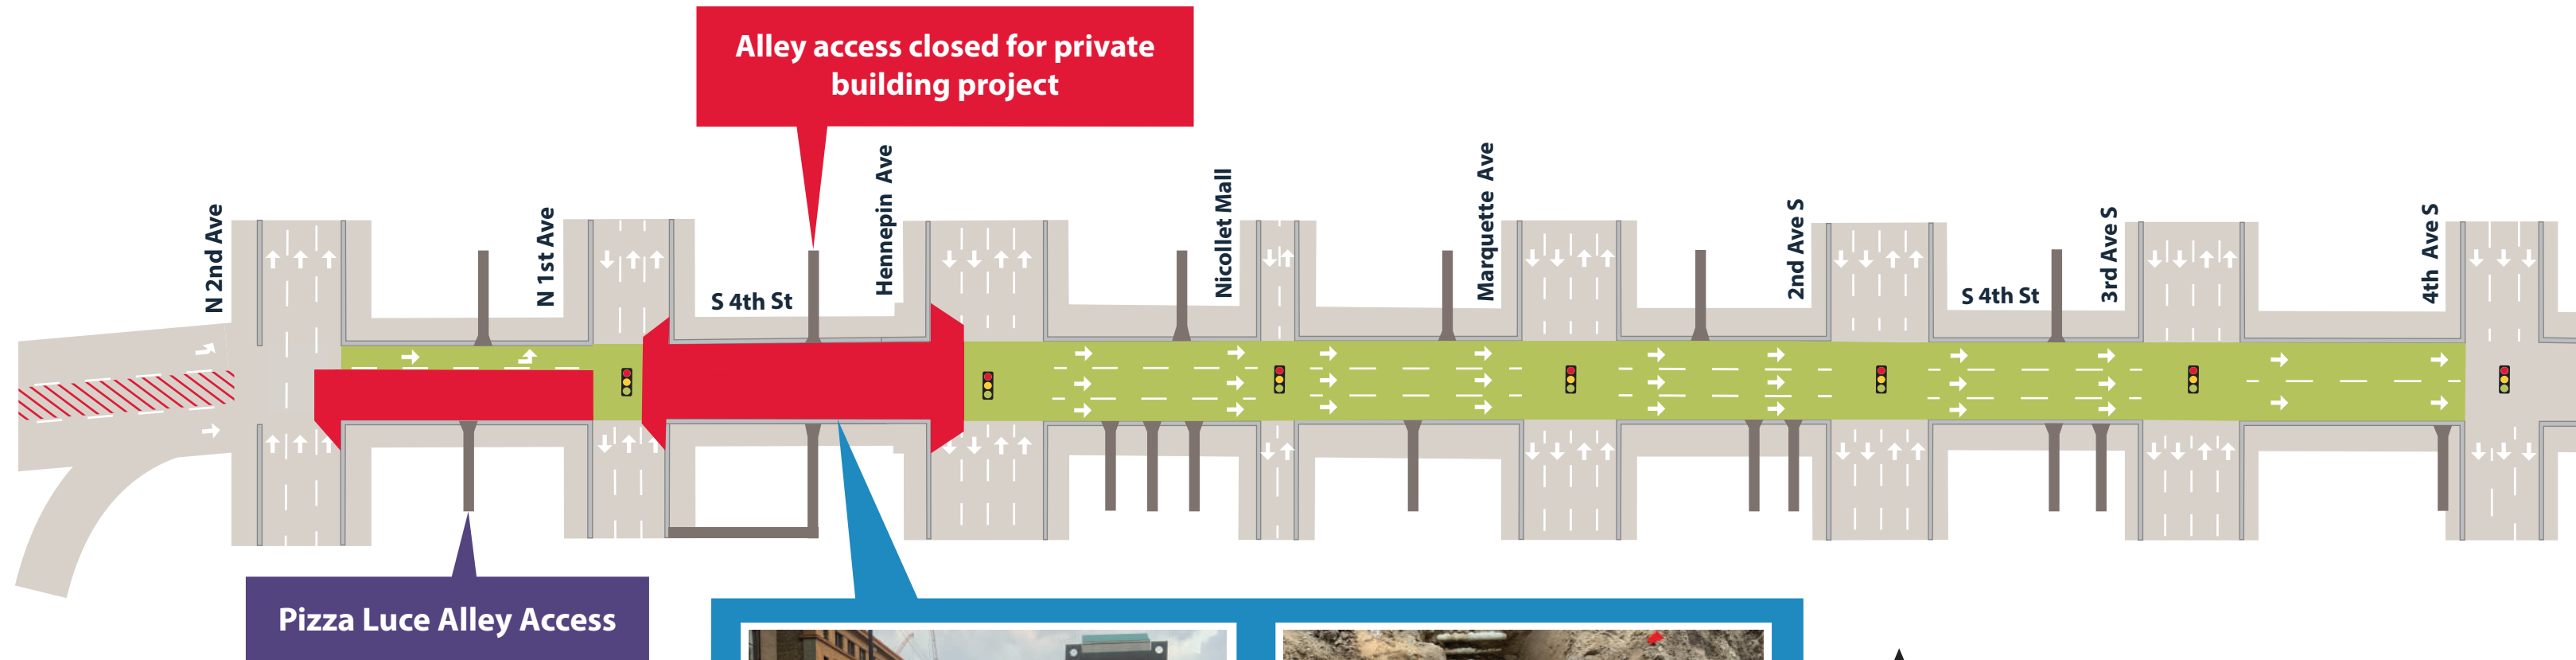 Alley access closed for private
building project
N 2nd Ave
N 1st Ave
S 4th St
Hennepin Ave
Nicollet Mall
Marquette Ave
2nd Ave S
S 4th St
3rd Ave S
4th Ave S
Pizza Luce Alley Access